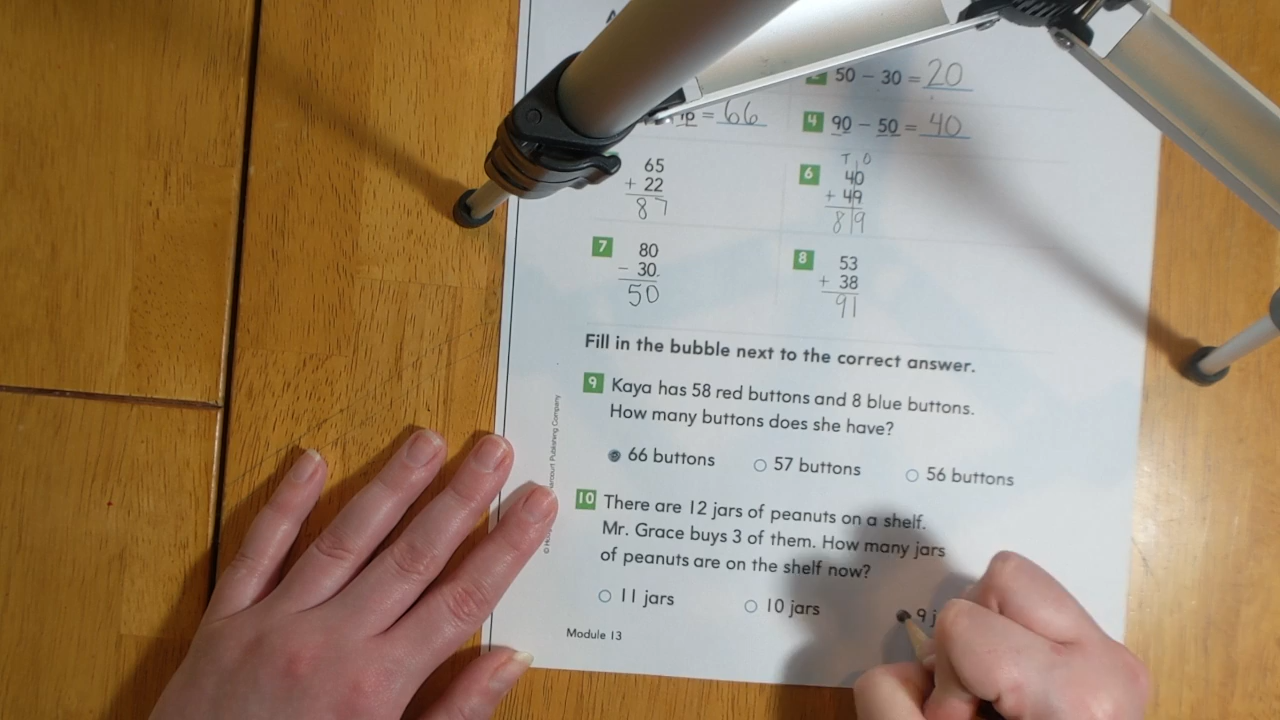 2 50 − 30 = 20
= 66
4 90 − 50 = 40
65
+ 22
87
T O
6 40
+ 49
89
7 80
− 30
50
8 53
+ 38
91
Fill in the bubble next to the correct answer.
9 Kaya has 58 red buttons and 8 blue buttons.
How many buttons does she have?
66 buttons 57 buttons 56 buttons
10 There are 12 jars of peanuts on a shelf.
Mr. Grace buys 3 of them. How many jars
of peanuts are on the shelf now?
11 jars 10 jars 9 j
Module 13
Publishing Company